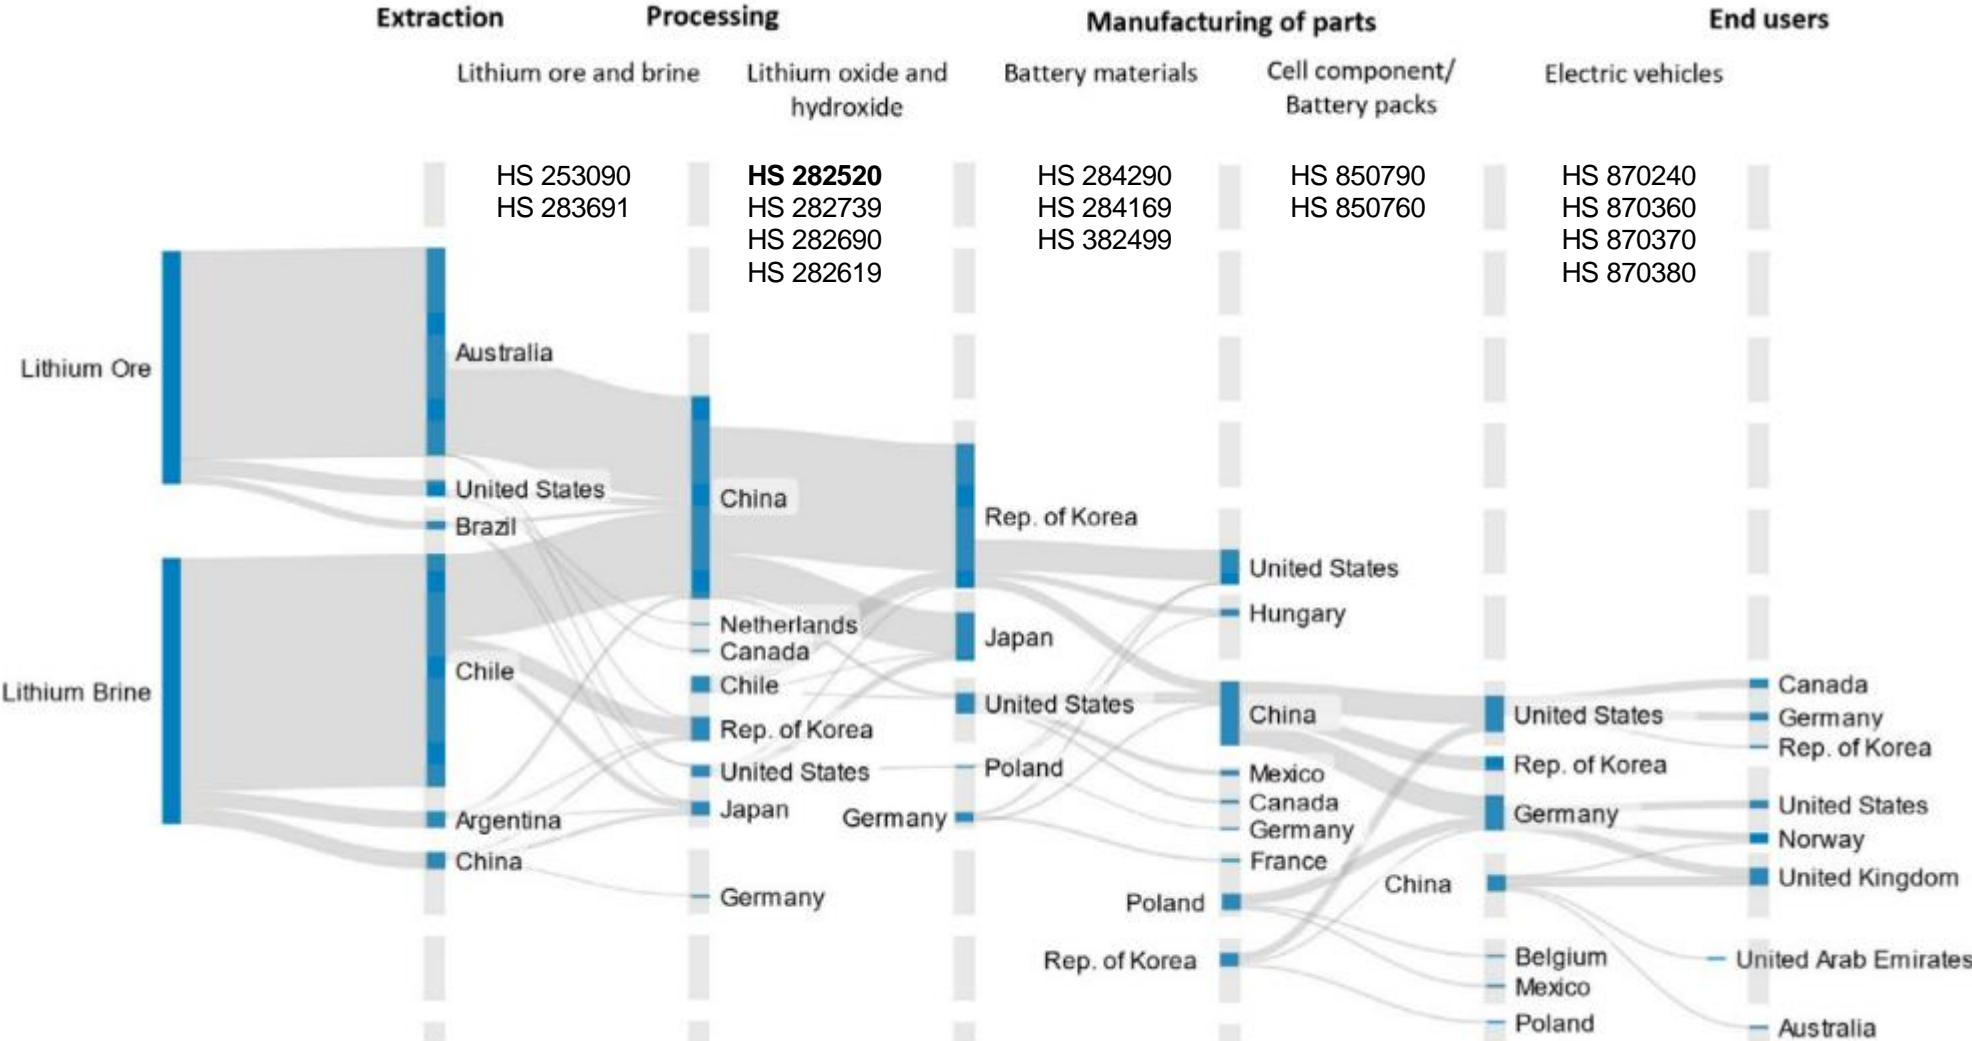 Extraction
Processing
Manufacturing of parts
End users
Lithium ore and brine
Lithium oxide and
hydroxide
Battery materials
Cell component/
Battery packs
Electric vehicles
HS 253090
HS 283691
HS 282520
HS 282739
HS 282690
HS 282619
HS 284290
HS 284169
HS 382499
HS 850790
HS 850760
HS 870240
HS 870360
HS 870370
HS 870380
Lithium Ore
Lithium Brine
Australia
United States
Brazil
Chile
Argentina
China
China
Netherlands
Canada
Chile
Rep. of Korea
United States
Japan
Germany
Rep. of Korea
Japan
United States
Poland
Germany
United States
Hungary
China
Mexico
Canada
Germany
France
Poland
Rep. of Korea
United States
Rep. of Korea
Germany
China
Belgium
Mexico
Poland
Canada
Germany
Rep. of Korea
United States
Norway
United Kingdom
United Arab Emirates
Australia